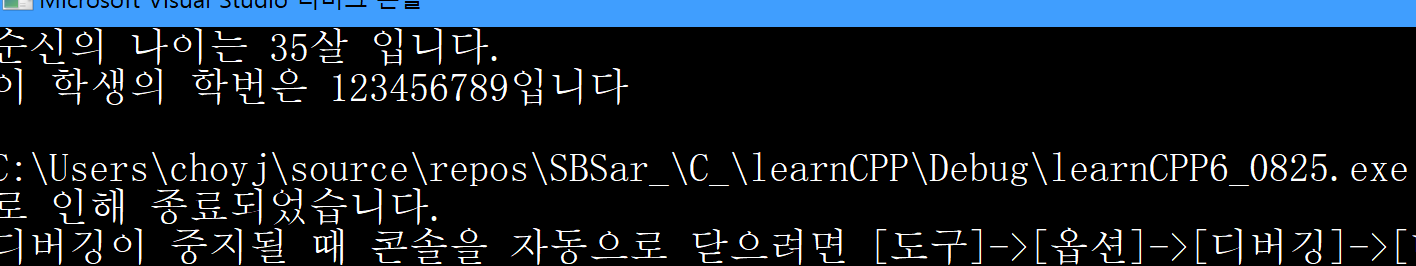 Microsoft Visual Studio 디버그 콘솔
순신의 나이는 35살 입니다.
이 학생의 학번은 123456789입니다
C:\Users\choyj\source\repos\SBSar_\C_\learnCPP\Debug\learnCPP6_0825.exe
로 인해 종료되었습니다.
디버깅이 중지될 때 콘솔을 자동으로 닫으려면 [도구]->[옵션]->[디버깅]->[